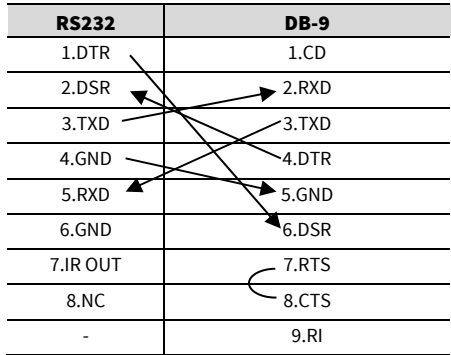 RS232 DB-9
1.DTR 1.CD
2.DSR 2.RXD
3.TXD 3.TXD
4.GND 4.DTR
5.RXD 5.GND
6.GND 6.DSR
7.IR OUT 7.RTS
8.NC 8.CTS
- 9.RI